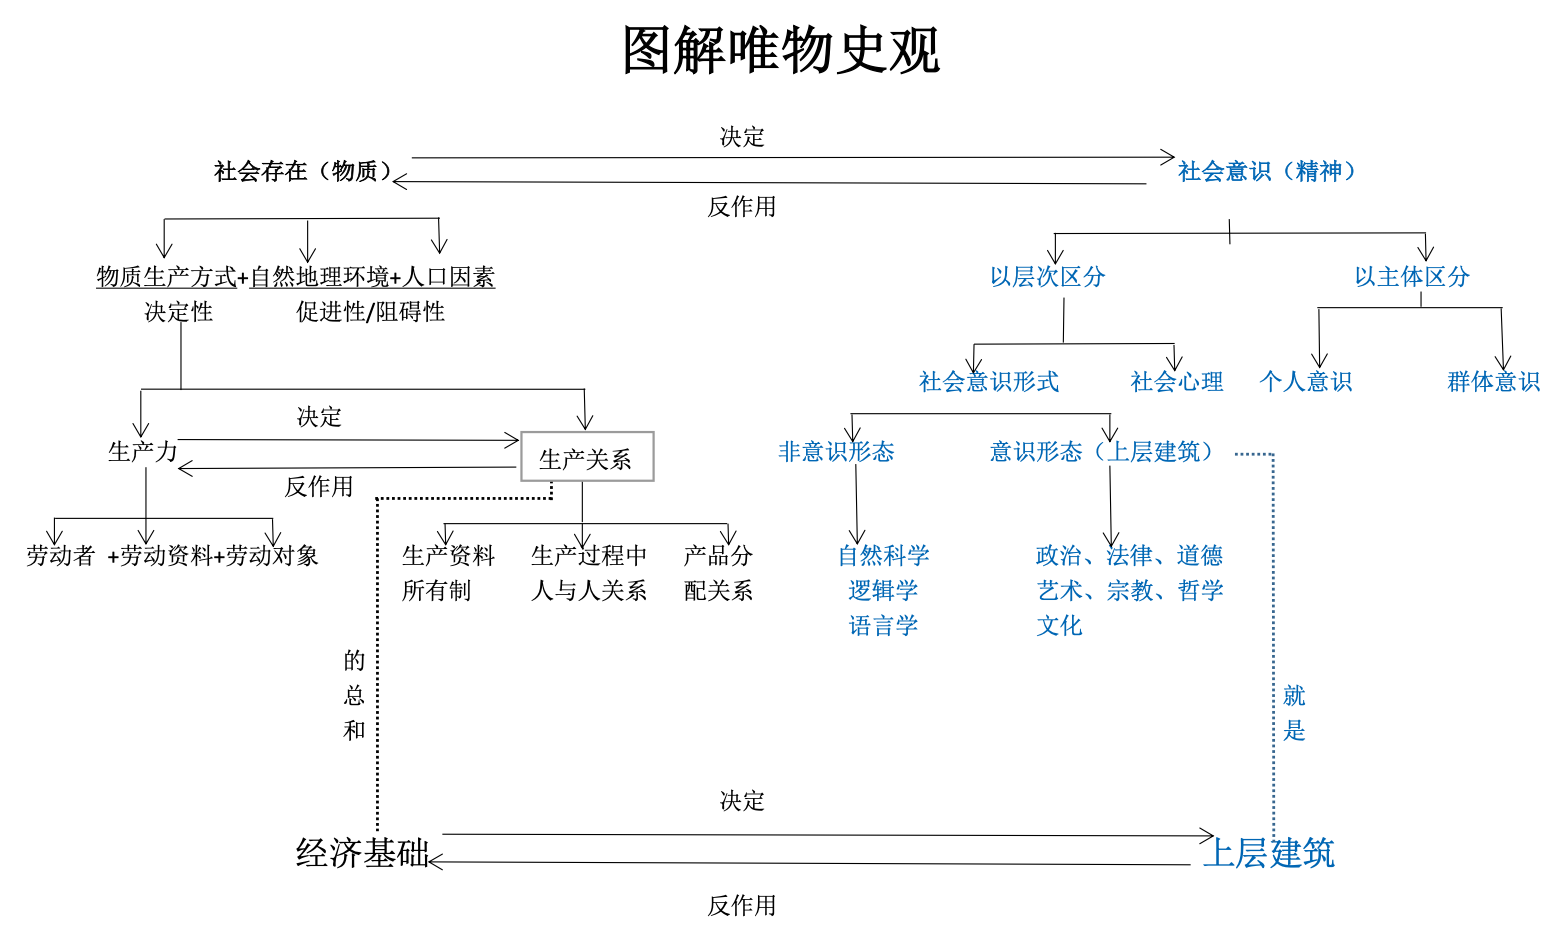 图解唯物史观
决定
社会存在（物质）
社会意识（精神）
反作用
物质生产方式+自然地理环境+人口因素
决定性
促进性/阻碍性
以层次区分
以主体区分
社会意识形式
社会心理
个人意识
群体意识
决定
生产力
生产关系
反作用
非意识形态
意识形态（上层建筑）
劳动者 +劳动资料+劳动对象
生产资料
所有制
生产过程中
人与人关系
产品分
配关系
自然科学
逻辑学
语言学
政治、法律、道德
艺术、宗教、哲学
文化
的
总
和
就
是
决定
经济基础
上层建筑
反作用